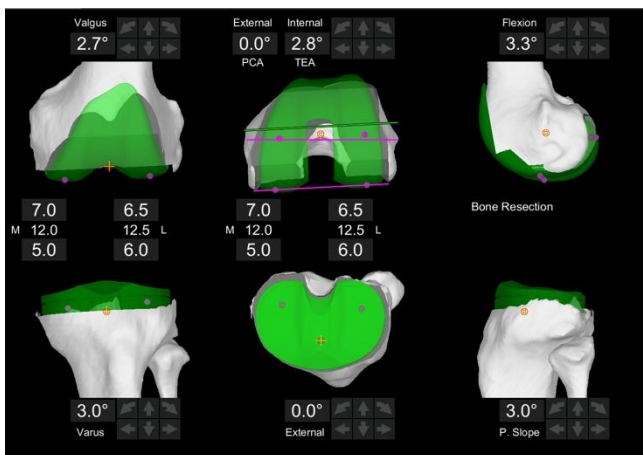 Valgus External Internal Flexion
2.7° 0.0° 2.8° 3.3°
PCA TEA
7.0 6.5 7.0 6.5 Bone Resection
M 12.0 12.5 L M 12.0 12.5 L
5.0 6.0 5.0 6.0
3.0° 0.0° 3.0°
Varus External P. Slope